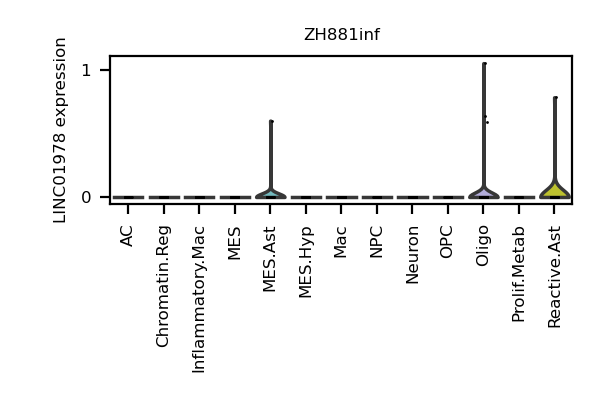 ZH881inf
LINC01978 expression
1
0
AC
Chromatin.Reg
Inflammatory.Mac
MES
MES.Ast
MES.Hyp
Mac
NPC
Neuron
OPC
Oligo
Prolif.Metab
Reactive.Ast